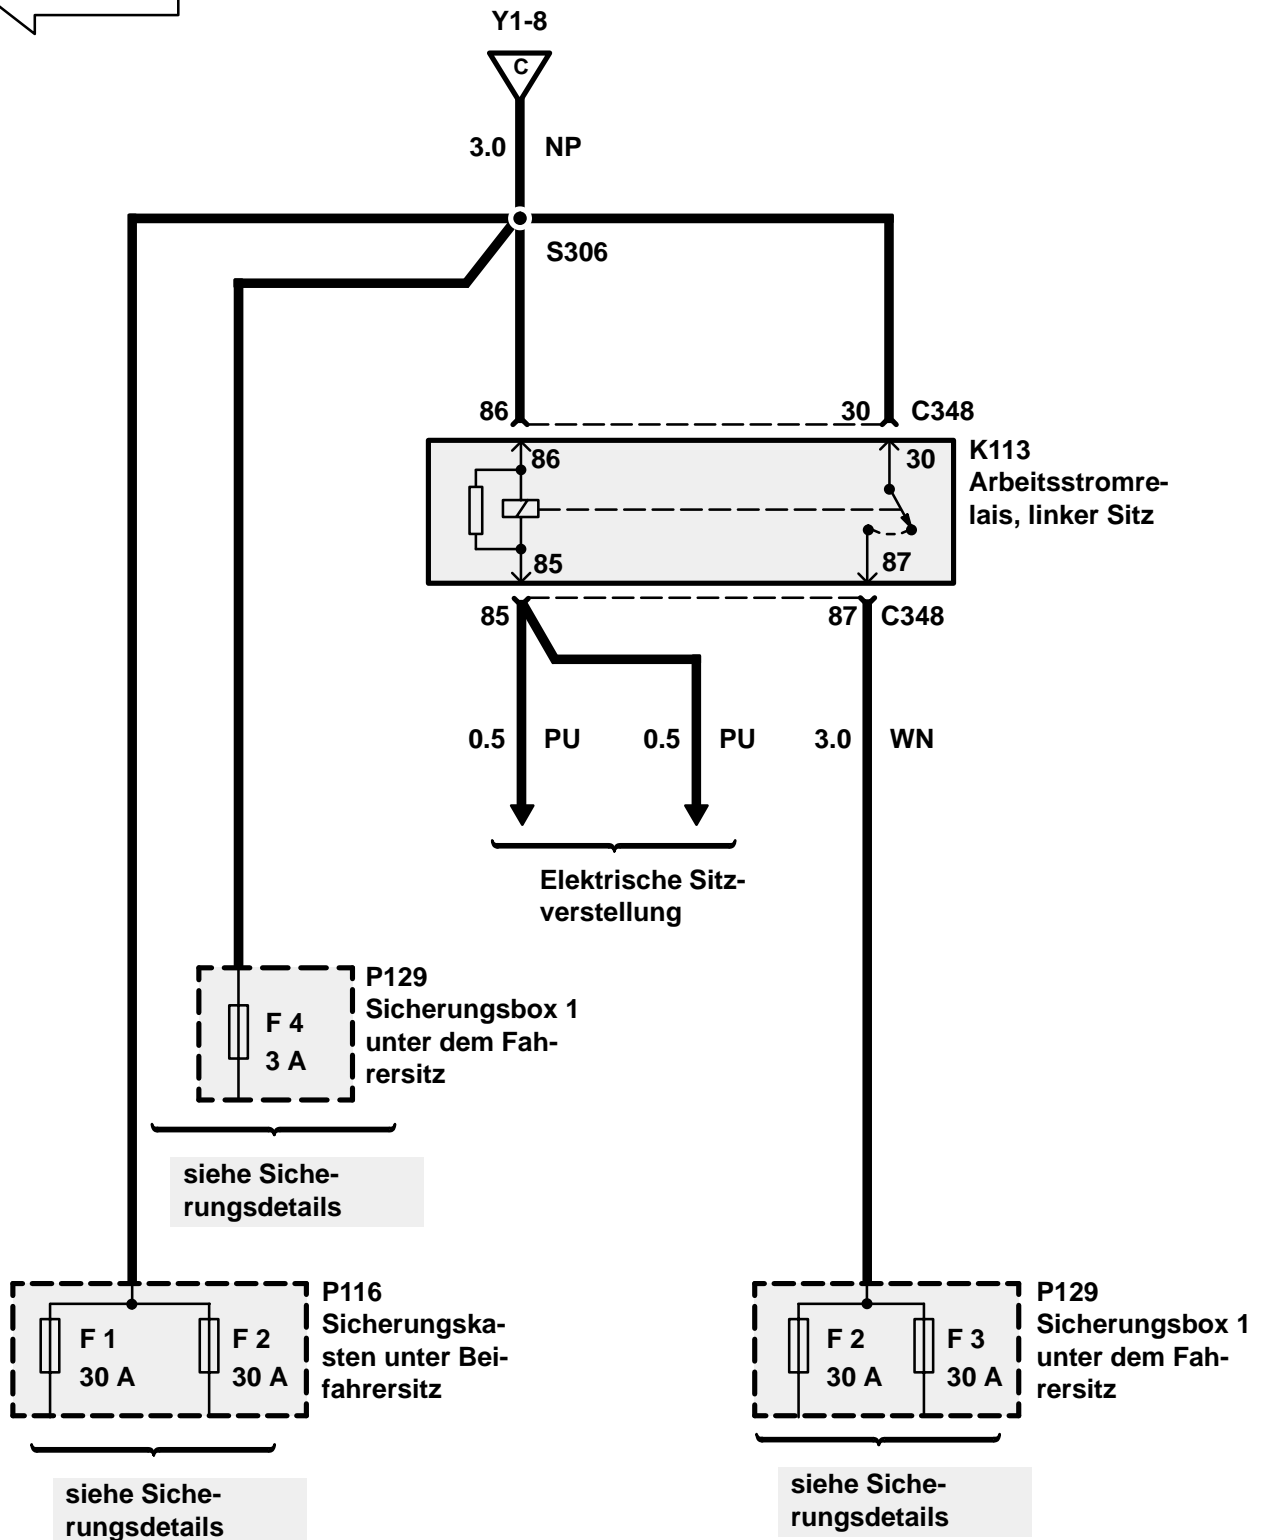 Y1-8
C
3.0 NP
S306
86 30 C348
86 30
K113
Arbeitsstromre-
lais, linker Sitz
85 87
85 87 C348
0.5 PU 0.5 PU 3.0 WN
Elektrische Sitz-
verstellung
F 4
3 A
P129
Sicherungsbox 1
unter dem Fah-
rersitz
siehe Siche-
rungsdetails
F 1
30 A
F 2
30 A
P116
Sicherungska-
sten unter Bei-
fahrersitz
siehe Siche-
rungsdetails
F 2
30 A
F 3
30 A
P129
Sicherungsbox 1
unter dem Fah-
rersitz
siehe Siche-
rungsdetails